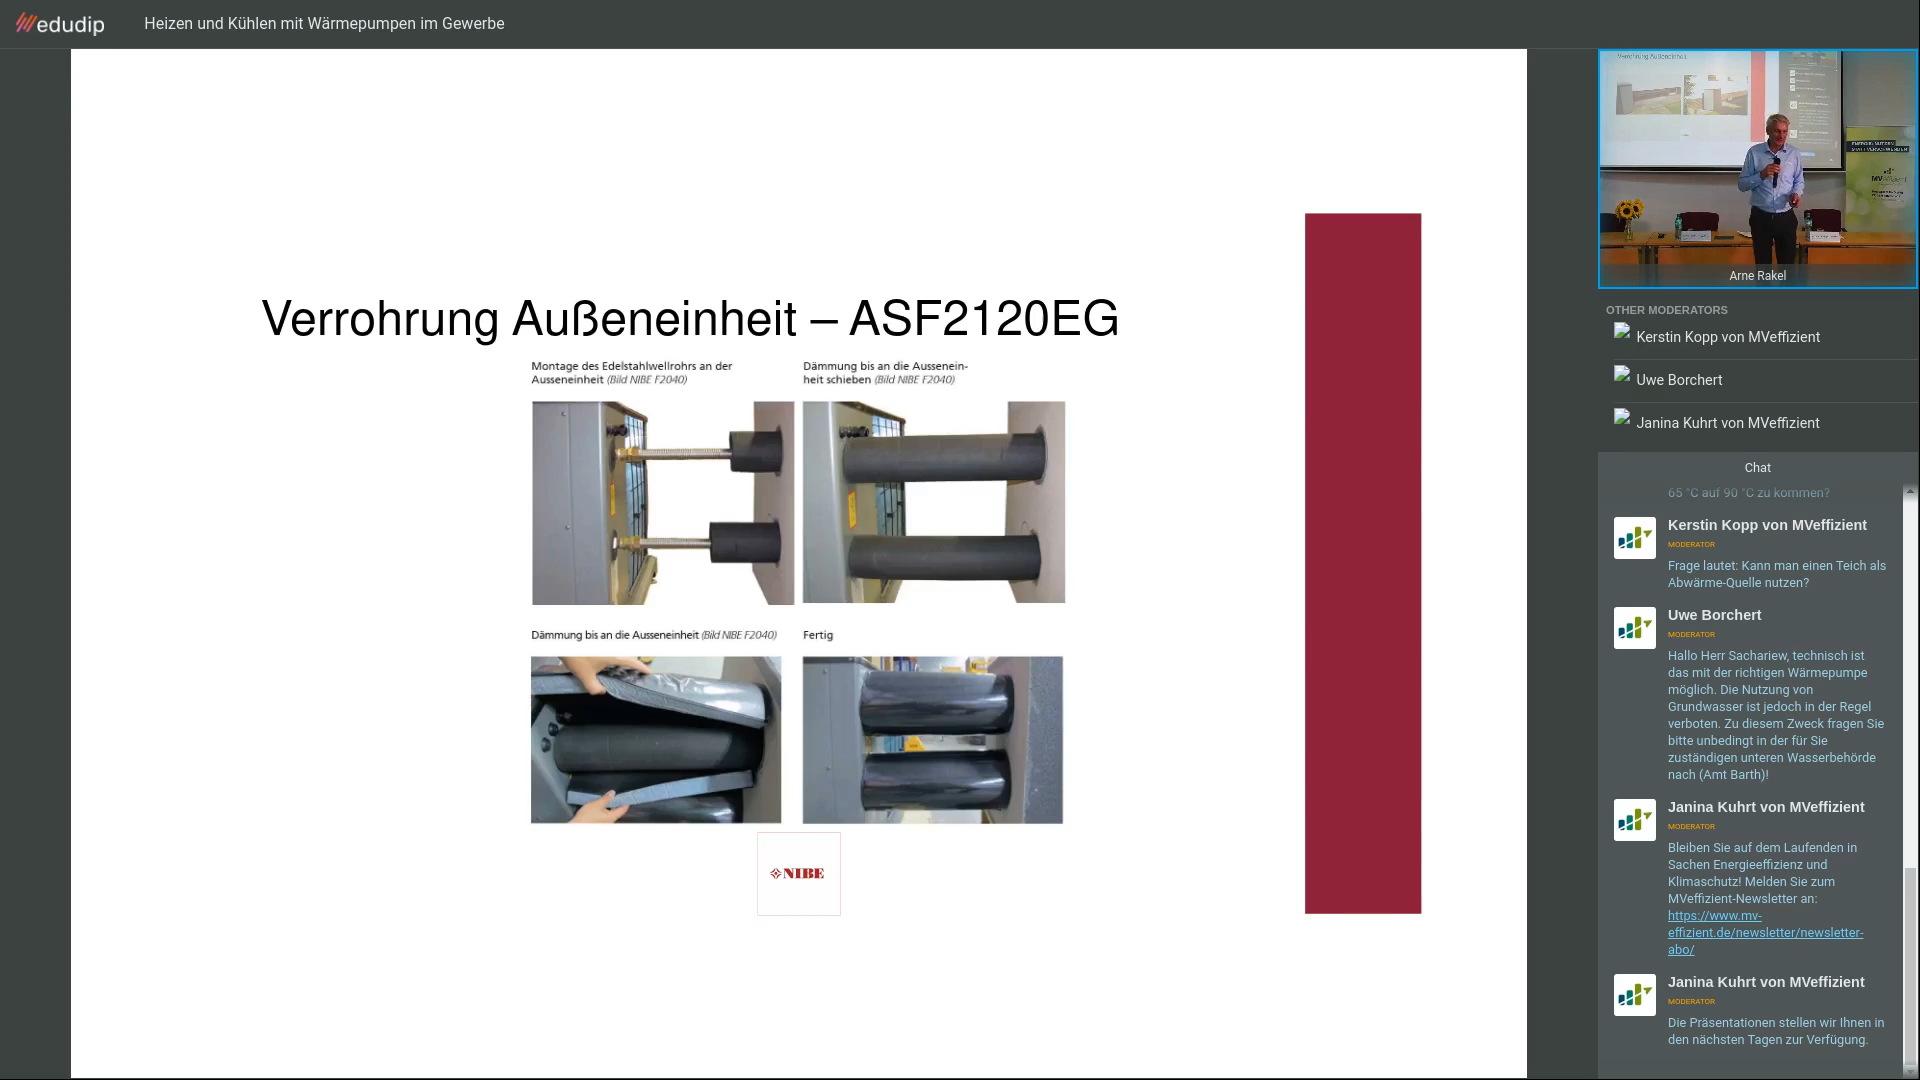 edudip
Heizen und Kühlen mit Wärmepumpen im Gewerbe
Verrohrung Außeneinheit – ASF2120EG
Montage des Edelstahlwellrohrs an der
Ausseneinheit (Bild NIBE F2040)
Dämmung bis an die Aussenein-
heit schieben (Bild NIBE F2040)
Dämmung bis an die Ausseneinheit (Bild NIBE F2040)
Fertig
NIBE
Verrohrung Außeneinheit
ENERGIE: NUTZEN
STATT VERSCHWENDEN
Arne Rakel
OTHER MODERATORS
Kerstin Kopp von MVeffizient
Uwe Borchert
Janina Kuhrt von MVeffizient
Chat
65 °C auf 90 °C zu kommen?
Kerstin Kopp von MVeffizient
MODERATOR
Frage lautet: Kann man einen Teich als
Abwärme-Quelle nutzen?
Uwe Borchert
MODERATOR
Hallo Herr Sachariew, technisch ist
das mit der richtigen Wärmepumpe
möglich. Die Nutzung von
Grundwasser ist jedoch in der Regel
verboten. Zu diesem Zweck fragen Sie
bitte unbedingt in der für Sie
zuständigen unteren Wasserbehörde
nach (Amt Barth)!
Janina Kuhrt von MVeffizient
MODERATOR
Bleiben Sie auf dem Laufenden in
Sachen Energieeffizienz und
Klimaschutz! Melden Sie zum
MVeffizient-Newsletter an:
https://www.mv-
effizient.de/newsletter/newsletter-
abo/
Janina Kuhrt von MVeffizient
MODERATOR
Die Präsentationen stellen wir Ihnen in
den nächsten Tagen zur Verfügung.